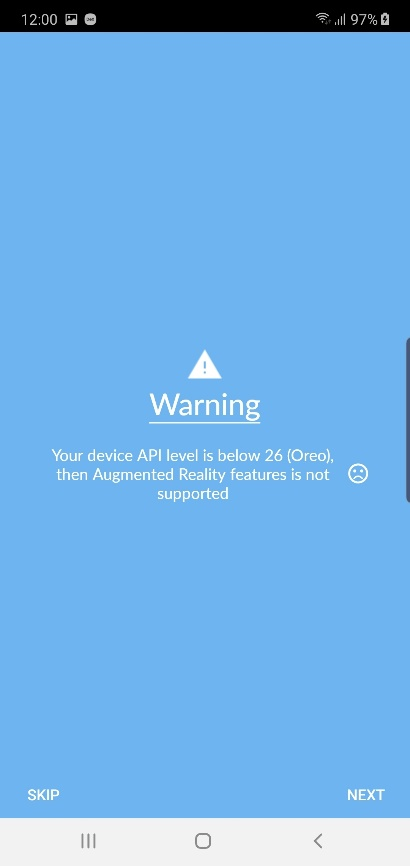 12:00
97%
Warning
Your device API level is below 26 (Oreo),
then Augmented Reality features is not
supported
SKIP
NEXT